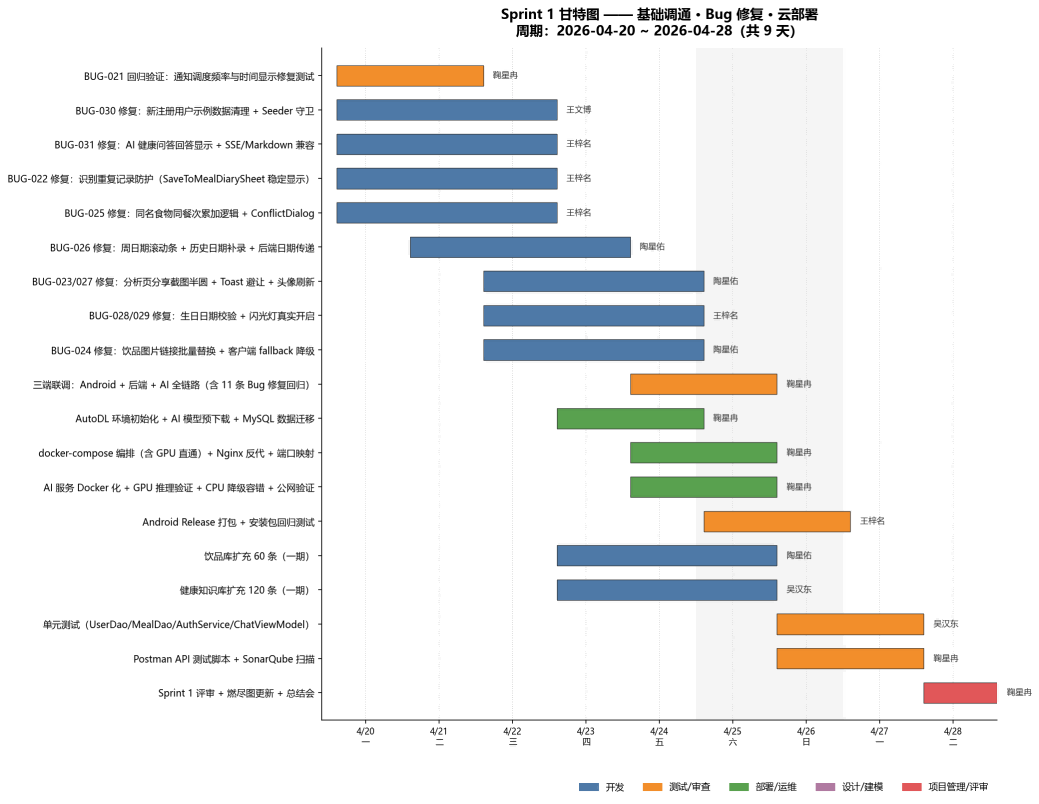 Sprint 1 甘特图 —— 基础调通 · Bug 修复 · 云部署
周期：2026-04-20 ~ 2026-04-28（共 9 天）
BUG-021 回归验证：通知调度频率与时间显示修复测试 鞠星冉
BUG-030 修复：新注册用户示例数据清理 + Seeder 守卫 王文博
BUG-031 修复：AI 健康问答回答显示 + SSE/Markdown 兼容 王梓名
BUG-022 修复：识别重复记录防护（SaveToMealDiarySheet 稳定显示） 王梓名
BUG-025 修复：同名食物同餐次累加逻辑 + ConflictDialog 王梓名
BUG-026 修复：周日期滚动条 + 历史日期补录 + 后端日期传递 陶星佑
BUG-023/027 修复：分析页分享截图半圆 + Toast 避让 + 头像刷新 陶星佑
BUG-028/029 修复：生日日期校验 + 闪光灯真实开启 王梓名
BUG-024 修复：饮品图片链接批量替换 + 客户端 fallback 降级 陶星佑
三端联调：Android + 后端 + AI 全链路（含 11 条 Bug 修复回归） 鞠星冉
AutoDL 环境初始化 + AI 模型预下载 + MySQL 数据迁移 鞠星冉
docker-compose 编排（含 GPU 直通）+ Nginx 反代 + 端口映射 鞠星冉
AI 服务 Docker 化 + GPU 推理验证 + CPU 降级容错 + 公网验证 鞠星冉
Android Release 打包 + 安装包回归测试 王梓名
饮品库扩充 60 条（一期） 陶星佑
健康知识库扩充 120 条（一期） 吴汉东
单元测试（UserDao/MealDao/AuthService/ChatViewModel） 吴汉东
Postman API 测试脚本 + SonarQube 扫描 鞠星冉
Sprint 1 评审 + 燃尽图更新 + 总结会 鞠星冉
4/20 4/21 4/22 4/23 4/24 4/25 4/26 4/27 4/28
一 二 三 四 五 六 日 一 二
开发 测试/审查 部署/运维 设计/建模 项目管理/评审